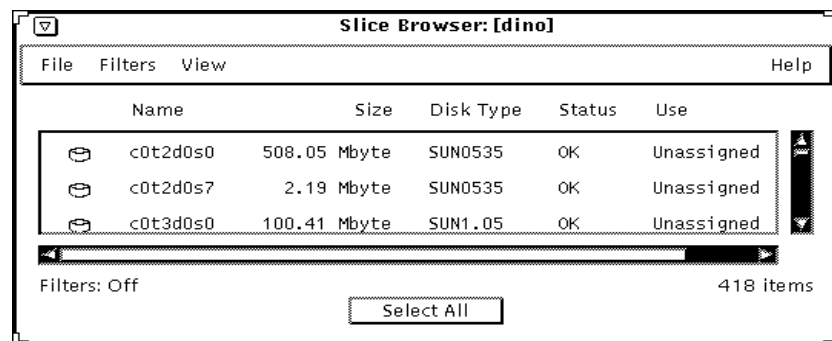 Slice Browser: [dino]
File Filters View Help
Name Size Disk Type Status Use
c0t2d0s0 508.05 Mbyte SUN0535 OK Unassigned
c0t2d0s7 2.19 Mbyte SUN0535 OK Unassigned
c0t3d0s0 100.41 Mbyte SUN1.05 OK Unassigned
Filters: Off 418 items
Select All